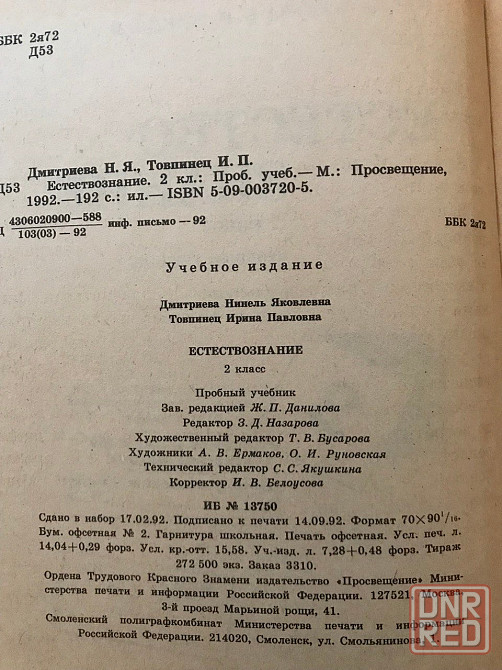 ББК 2я72
Д53
Дмитриева Н. Я., Товпинец И. П.
Д53 Естествознание. 2 кл.: Проб. учеб.— М.: Просвещение,
1992.—192 с.: ил.— ISBN 5-09-003720-5.
4306020900—588
103(03) — 92
инф. письмо —92
ББК 2я72
Учебное издание
Дмитриева Нинель Яковлевна
Товпинец Ирина Павловна
ЕСТЕСТВОЗНАНИЕ
2 класс
Пробный учебник
Зав. редакцией Ж. П. Данилова
Редактор З. Д. Назарова
Художественный редактор Т. В. Бусарова
Художники А. В. Ермаков, О. И. Руновская
Технический редактор С. С. Якушкина
Корректор И. В. Белоусова
ИБ № 13750
Сдано в набор 17.02.92. Подписано к печати 14.09.92. Формат 70×90¹/₁₆.
Бум. офсетная № 2. Гарнитура школьная. Печать офсетная. Усл. печ. л.
14,04+0,29 форз. Усл. кр.-отт. 15,58. Уч.-изд. л. 7,28+0,48 форз. Тираж
272 500 экз. Заказ 3310.
Ордена Трудового Красного Знамени издательство «Просвещение» Мини-
стерства печати и информации Российской Федерации. 127521, Москва,
3-й проезд Марьиной рощи, 41.
Смоленский полиграфкомбинат Министерства печати и информации
Российской Федерации. 214020, Смоленск, ул. Смольянинова, 1.
DNR
RED